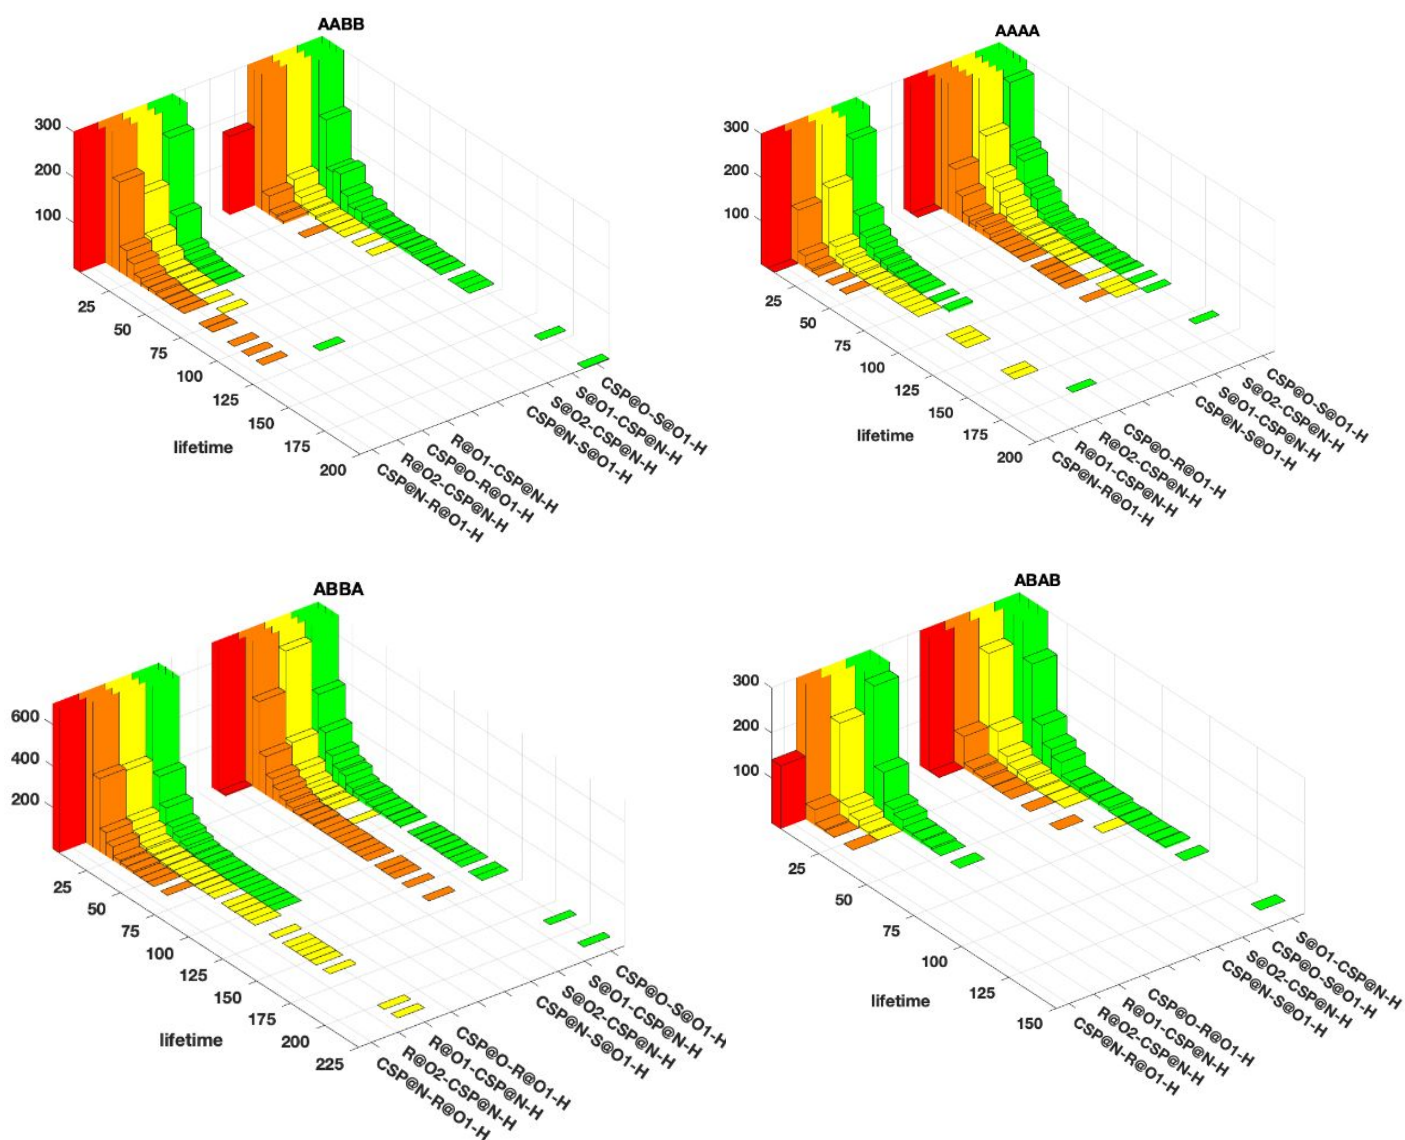 AABB
300
200
100
25
50
75
100
125
150
175
200
lifetime
CSP@O-S@O1-H
S@O1-CSP@N-H
S@O2-CSP@N-H
CSP@N-S@O1-H
R@O1-CSP@N-H
CSP@O-R@O1-H
R@O2-CSP@N-H
CSP@N-R@O1-H
AAAA
300
200
100
25
50
75
100
125
150
175
200
lifetime
CSP@O-S@O1-H
S@O2-CSP@N-H
S@O1-CSP@N-H
CSP@N-S@O1-H
CSP@O-R@O1-H
R@O2-CSP@N-H
R@O1-CSP@N-H
CSP@N-R@O1-H
ABBA
600
400
200
25
50
75
100
125
150
175
200
225
lifetime
CSP@O-S@O1-H
S@O1-CSP@N-H
S@O2-CSP@N-H
CSP@N-S@O1-H
CSP@O-R@O1-H
R@O1-CSP@N-H
R@O2-CSP@N-H
CSP@N-R@O1-H
ABAB
300
200
100
25
50
75
100
125
150
lifetime
S@O1-CSP@N-H
CSP@O-S@O1-H
S@O2-CSP@N-H
CSP@N-S@O1-H
CSP@O-R@O1-H
R@O1-CSP@N-H
R@O2-CSP@N-H
CSP@N-R@O1-H